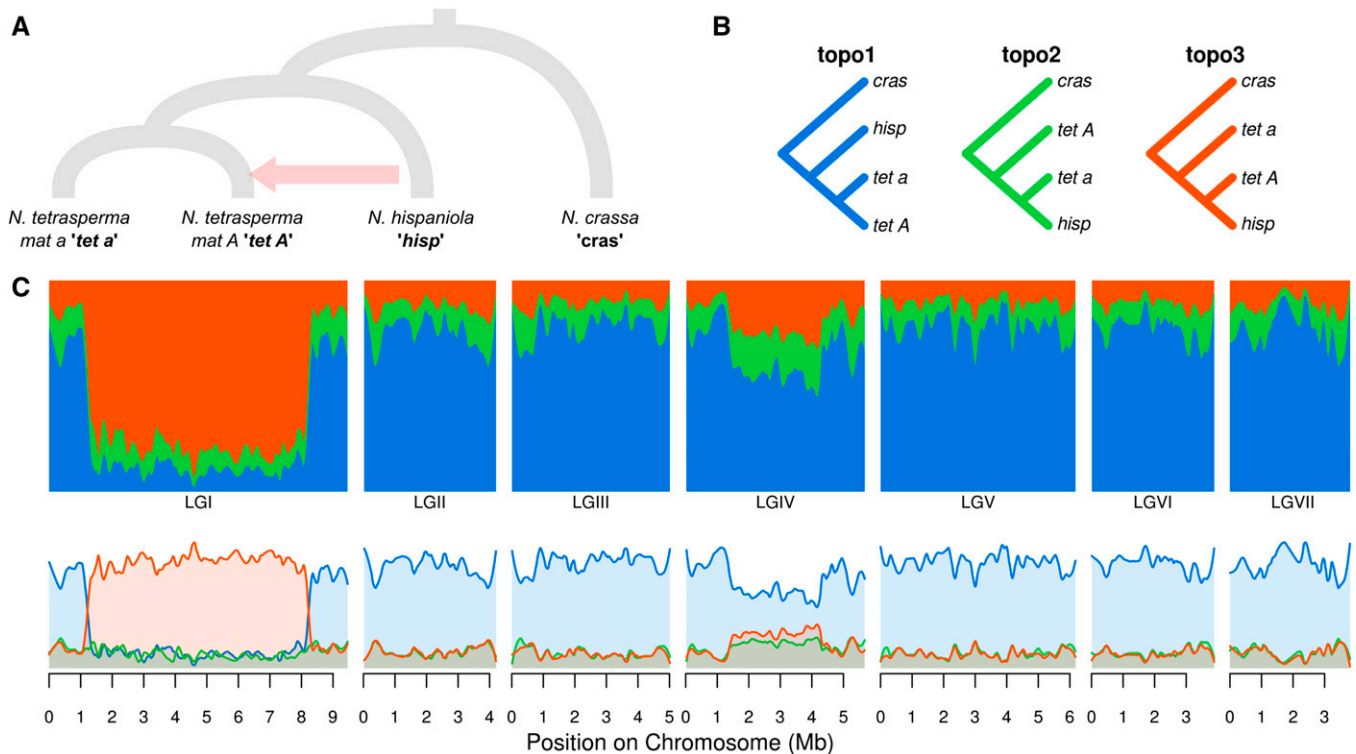 A
N. tetrasperma
mat a 'tet a'
N. tetrasperma
mat A 'tet A'
N. hispaniola
'hisp'
N. crassa
'cras'
B
topo1
cras
hisp
tet a
tet A
topo2
cras
tet A
tet a
hisp
topo3
cras
tet a
tet A
hisp
C
LGI
LGII
LGIII
LGIV
LGV
LGVI
LGVII
0 1 2 3 4 5 6 7 8 9
0 1 2 3 4
0 1 2 3 4 5
0 1 2 3 4 5
0 1 2 3 4 5 6
0 1 2 3
0 1 2 3
Position on Chromosome (Mb)